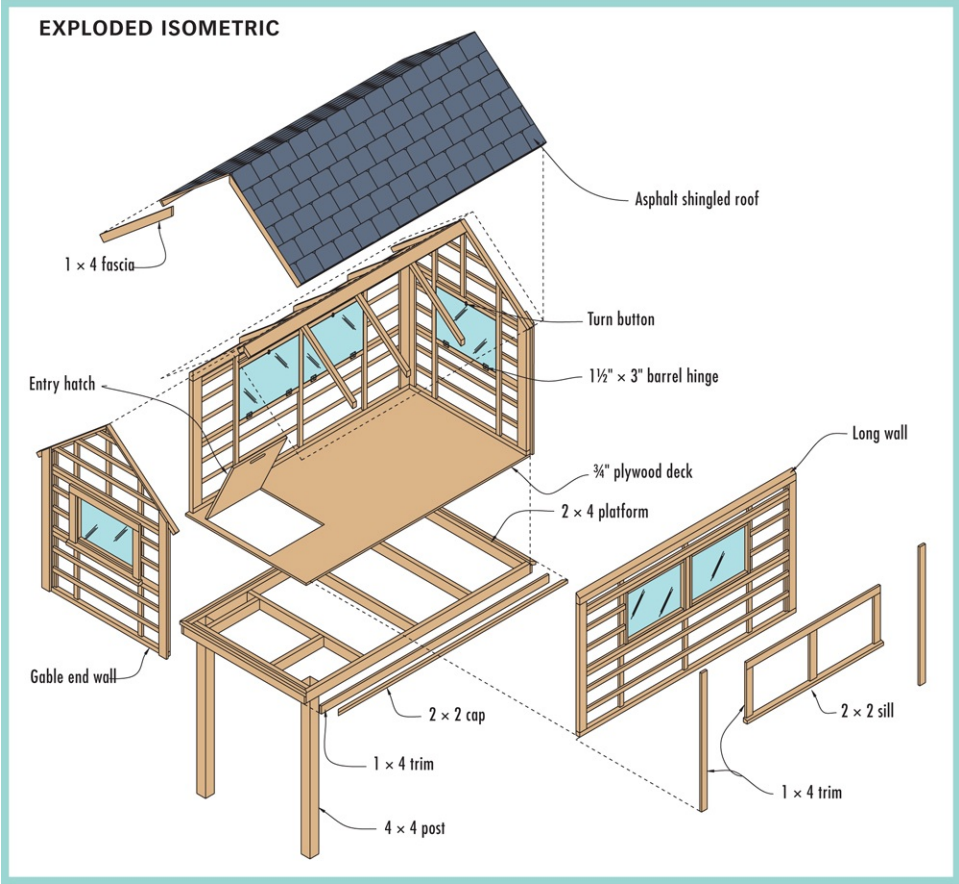 EXPLODED ISOMETRIC
Asphalt shingled roof
1 × 4 fascia
Turn button
1½" × 3" barrel hinge
Entry hatch
Long wall
¾" plywood deck
2 × 4 platform
Gable end wall
2 × 2 cap
2 × 2 sill
1 × 4 trim
1 × 4 trim
4 × 4 post